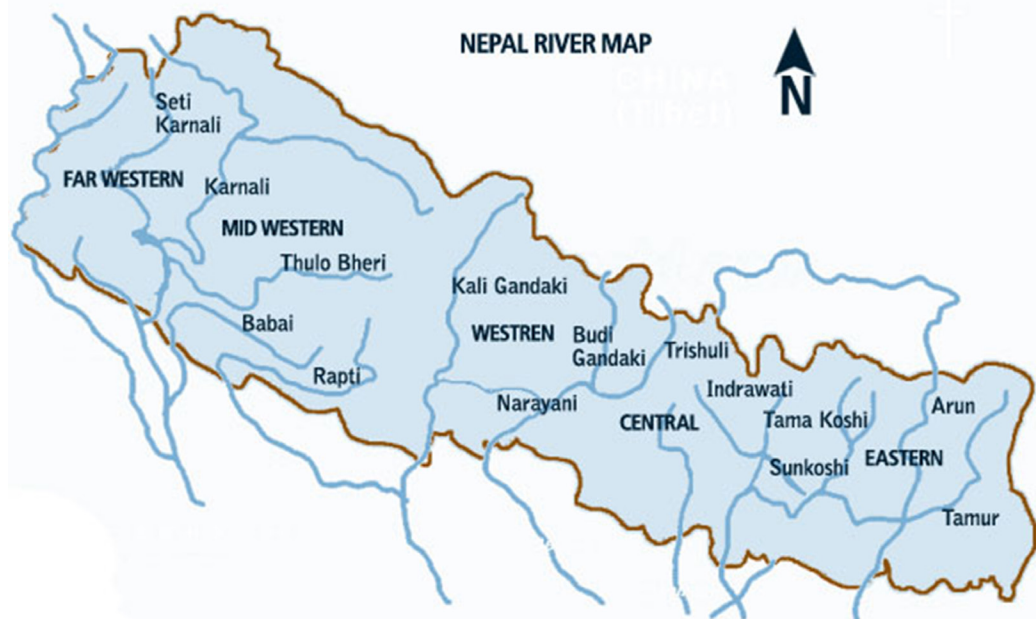 NEPAL RIVER MAP
N
CHINA
Seti
Karnali
FAR WESTERN
Karnali
MID WESTERN
Thulo Bheri
Kali Gandaki
Babai
WESTREN
Budi
Gandaki
Trishuli
Rapti
Indrawati
Narayani
Arun
CENTRAL
Tama Koshi
EASTERN
Sunkoshi
Tamur